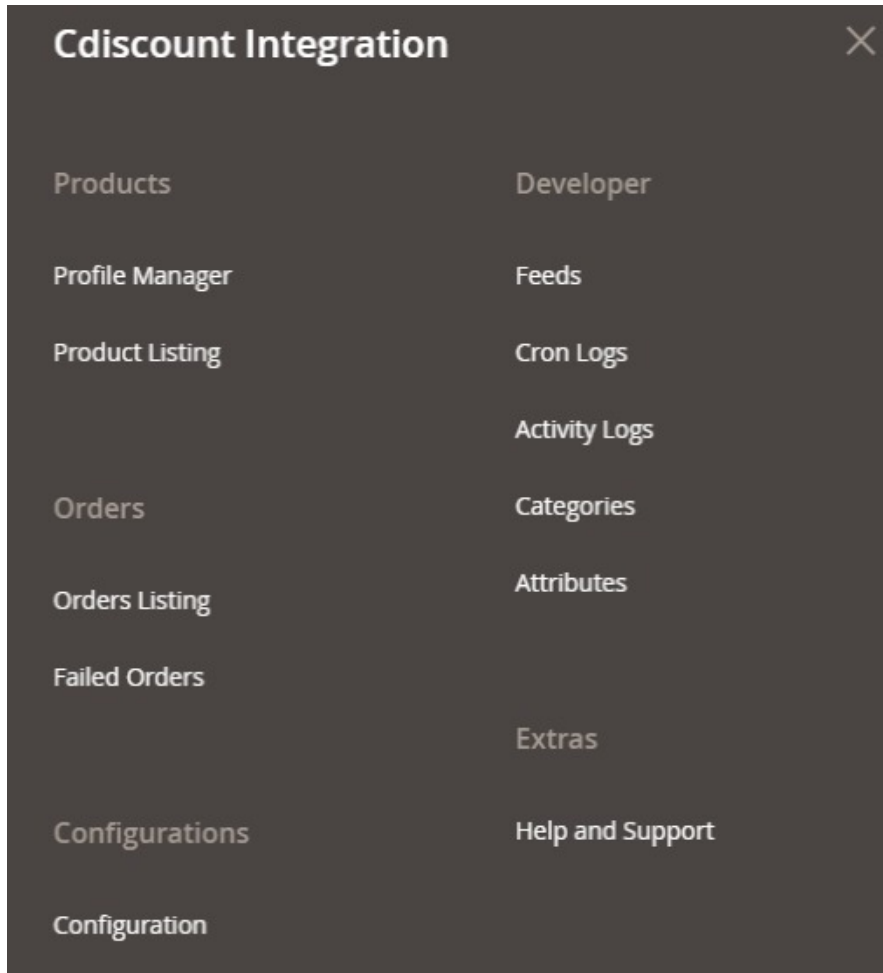 Cdiscount Integration
Products
Profile Manager
Product Listing
Orders
Orders Listing
Failed Orders
Configurations
Configuration
Developer
Feeds
Cron Logs
Activity Logs
Categories
Attributes
Extras
Help and Support